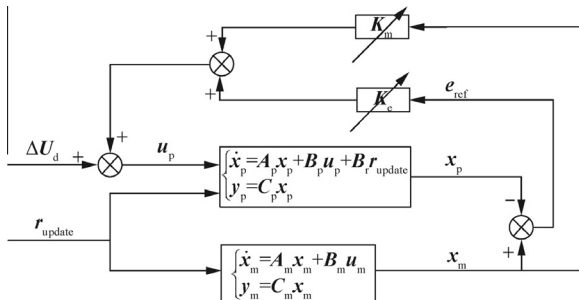 +
K_m
+
K_e
e_ref
+
ΔU_d
+
u_p
ẋ_p=A_p x_p+B_p u_p+B_r r_update
y_p=C_p x_p
x_p
−
r_update
ẋ_m=A_m x_m+B_m u_m
y_m=C_m x_m
x_m
+